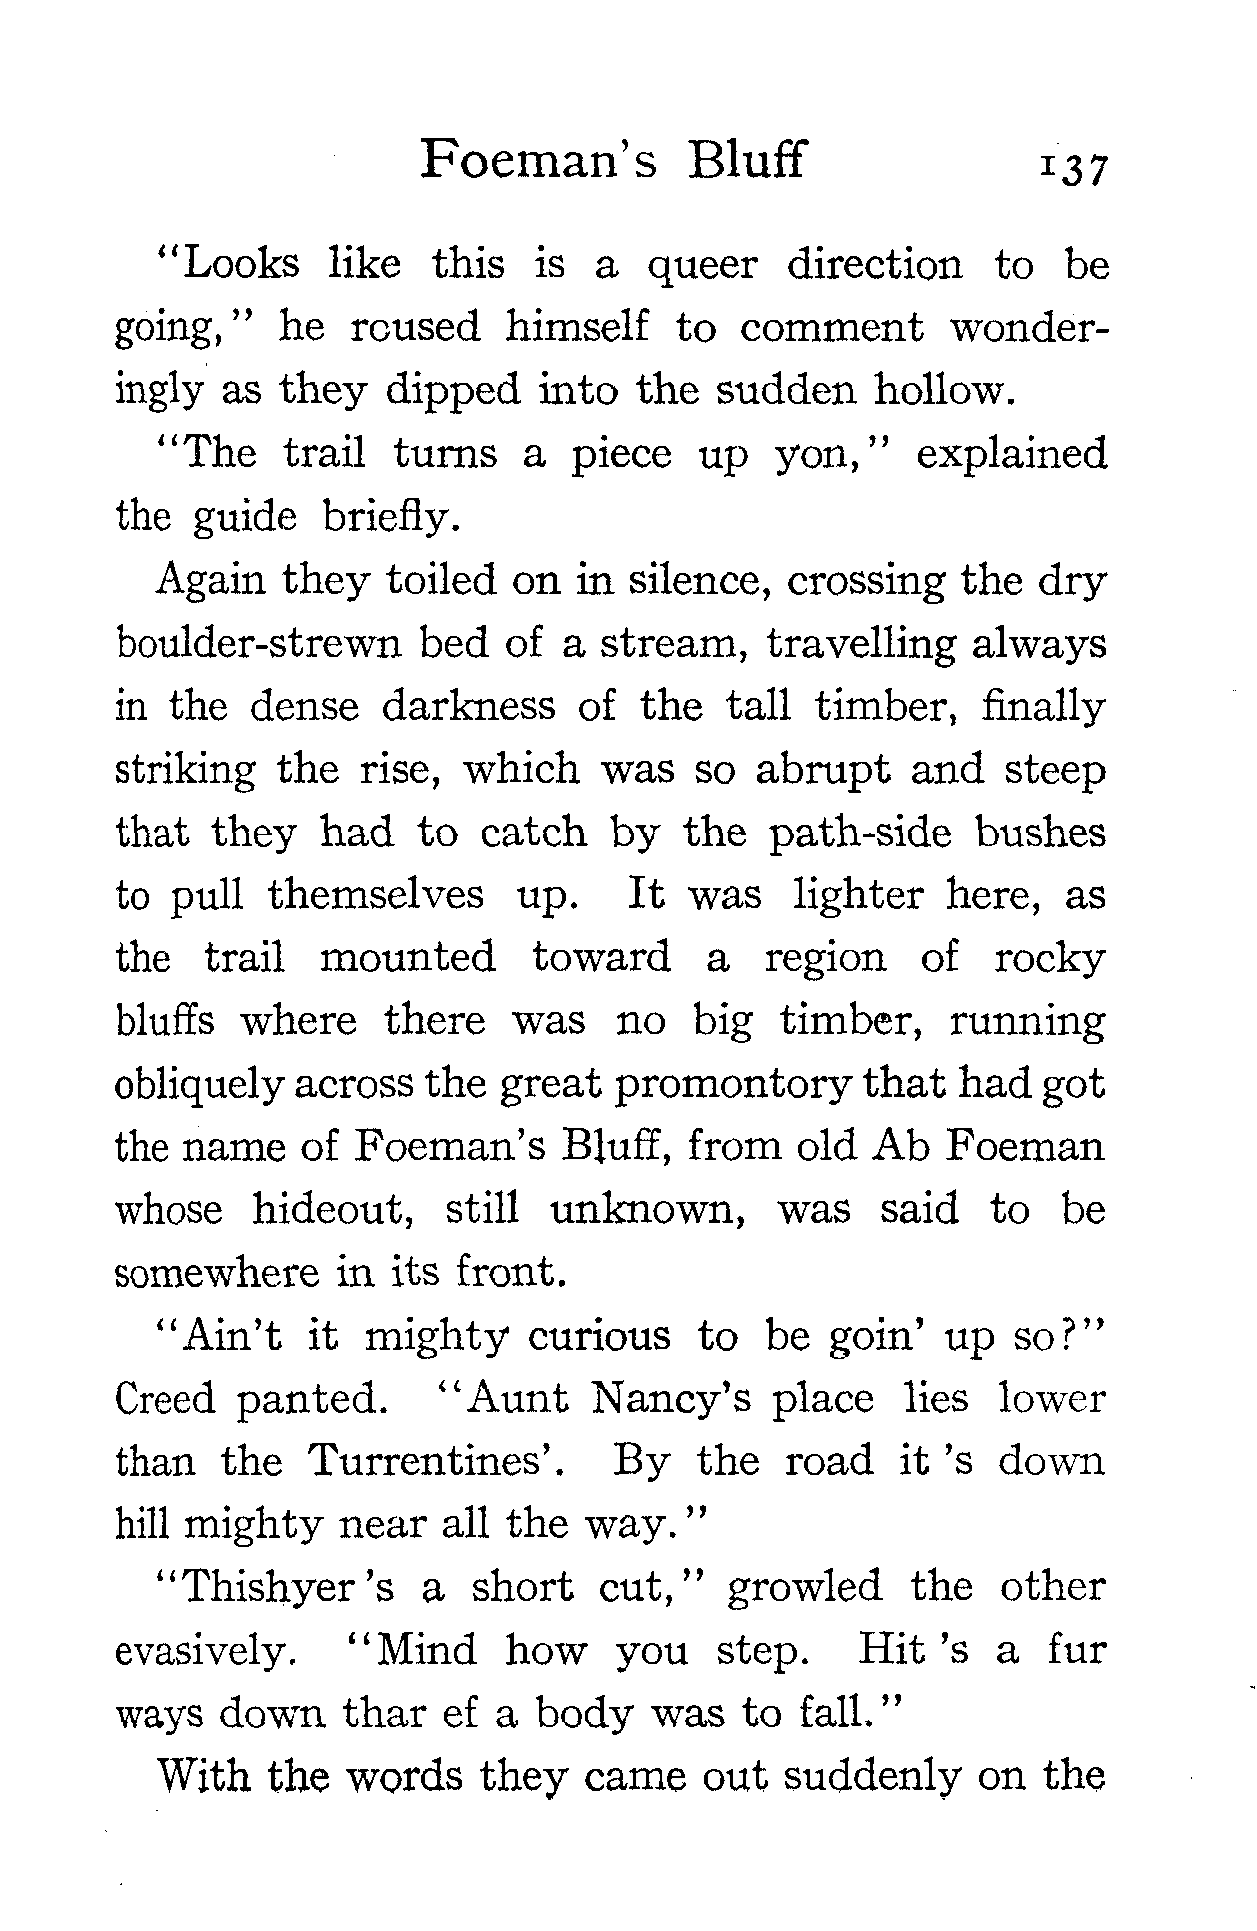 Foeman's Bluff 137
"Looks like this is a queer direction to be
going," he roused himself to comment wonder-
ingly as they dipped into the sudden hollow.
"The trail turns a piece up yon," explained
the guide briefly.
Again they toiled on in silence, crossing the dry
boulder-strewn bed of a stream, travelling always
in the dense darkness of the tall timber, finally
striking the rise, which was so abrupt and steep
that they had to catch by the path-side bushes
to pull themselves up. It was lighter here, as
the trail mounted toward a region of rocky
bluffs where there was no big timber, running
obliquely across the great promontory that had got
the name of Foeman's Bluff, from old Ab Foeman
whose hideout, still unknown, was said to be
somewhere in its front.
"Ain't it mighty curious to be goin' up so?"
Creed panted. "Aunt Nancy's place lies lower
than the Turrentines'. By the road it 's down
hill mighty near all the way."
"Thishyer 's a short cut," growled the other
evasively. "Mind how you step. Hit 's a fur
ways down thar ef a body was to fall."
With the words they came out suddenly on the